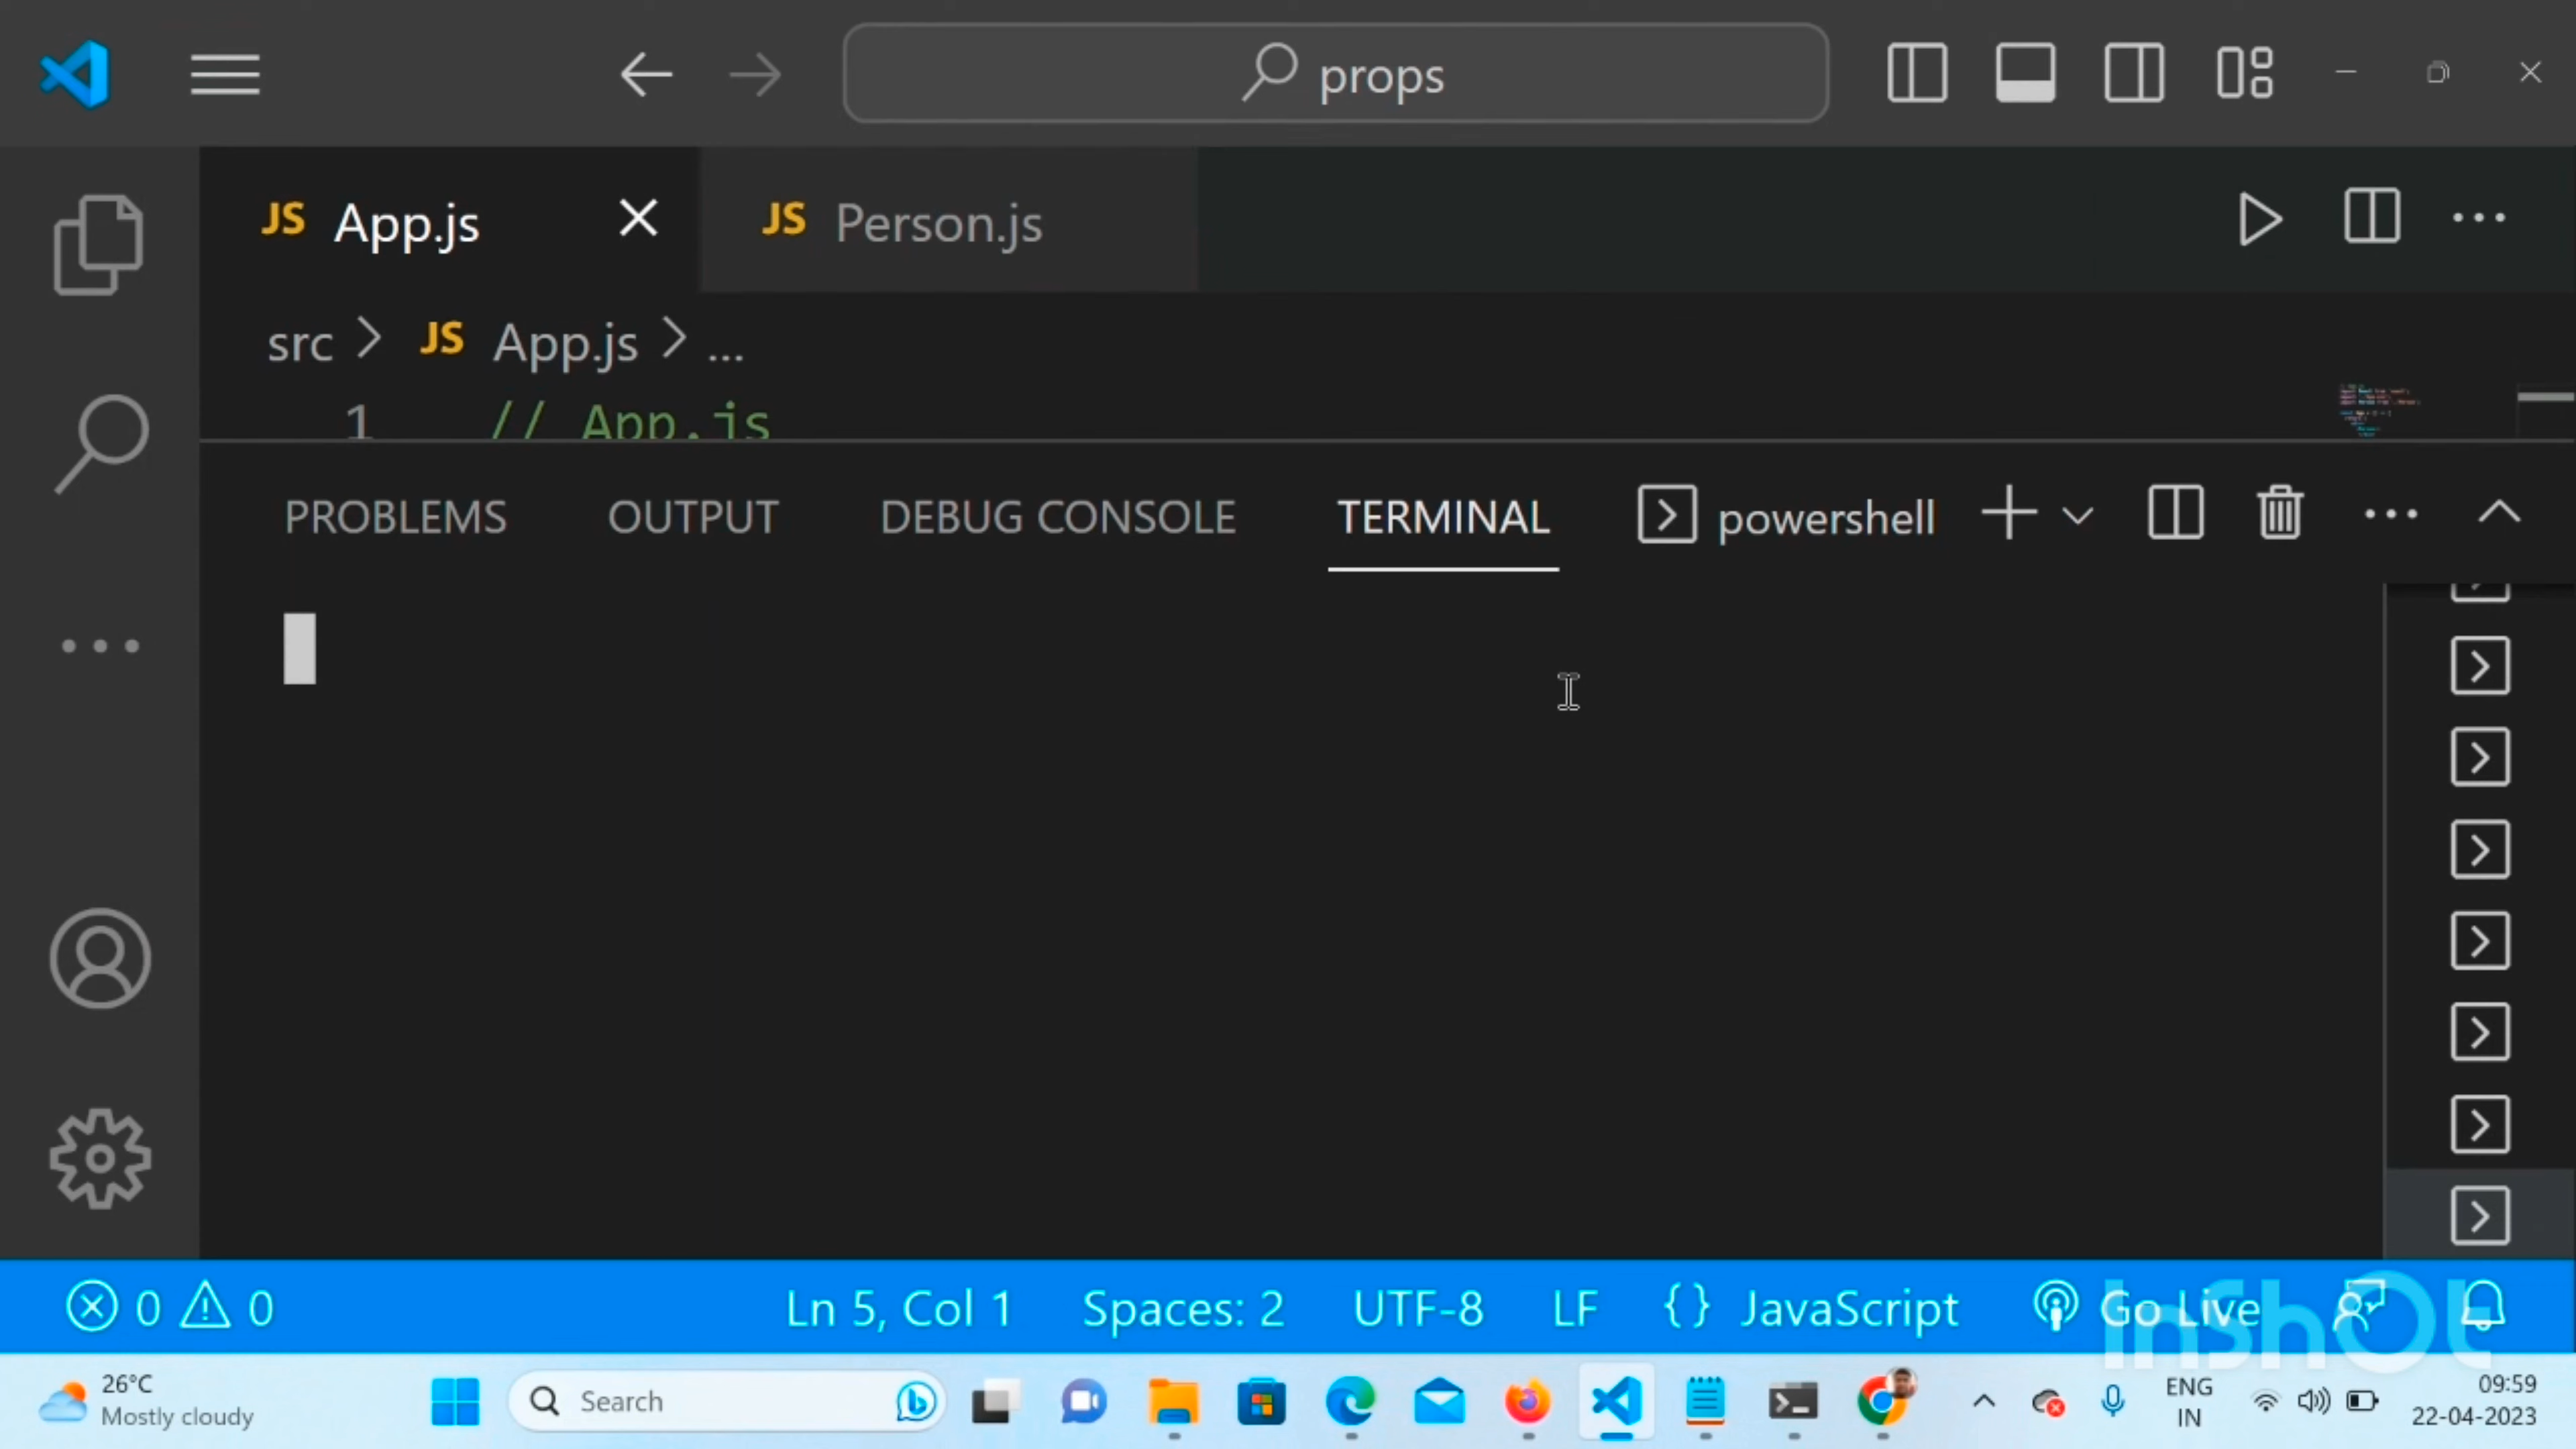 props
JS App.js
JS Person.js
src > JS App.js > ...
1 // App.js
PROBLEMS OUTPUT DEBUG CONSOLE TERMINAL powershell
0 0 Ln 5, Col 1 Spaces: 2 UTF-8 LF {} JavaScript Go Live
InShOt
26°C
Mostly cloudy
Search
ENG
IN
09:59
22-04-2023